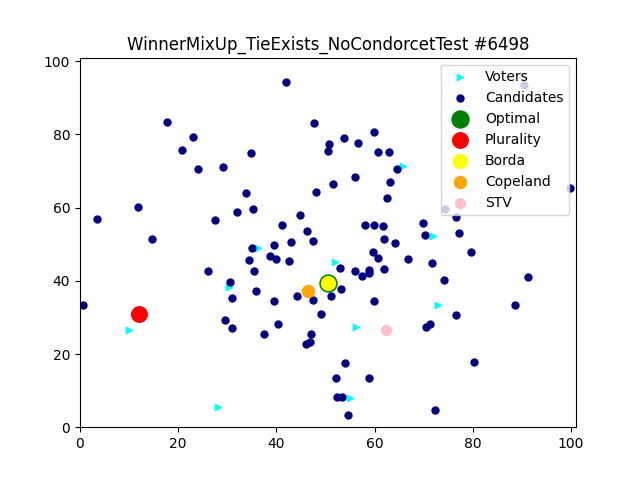 WinnerMixUp_TieExists_NoCondorcetTest #6498
100
80
60
40
20
0
0 20 40 60 80 100
Voters
Candidates
Optimal
Plurality
Borda
Copeland
STV